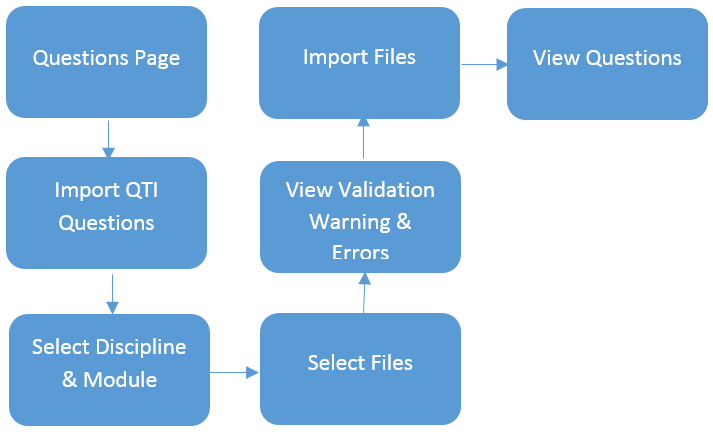 Questions Page
Import QTI
Questions
Select Discipline
& Module
Select Files
View Validation
Warning &
Errors
Import Files
View Questions